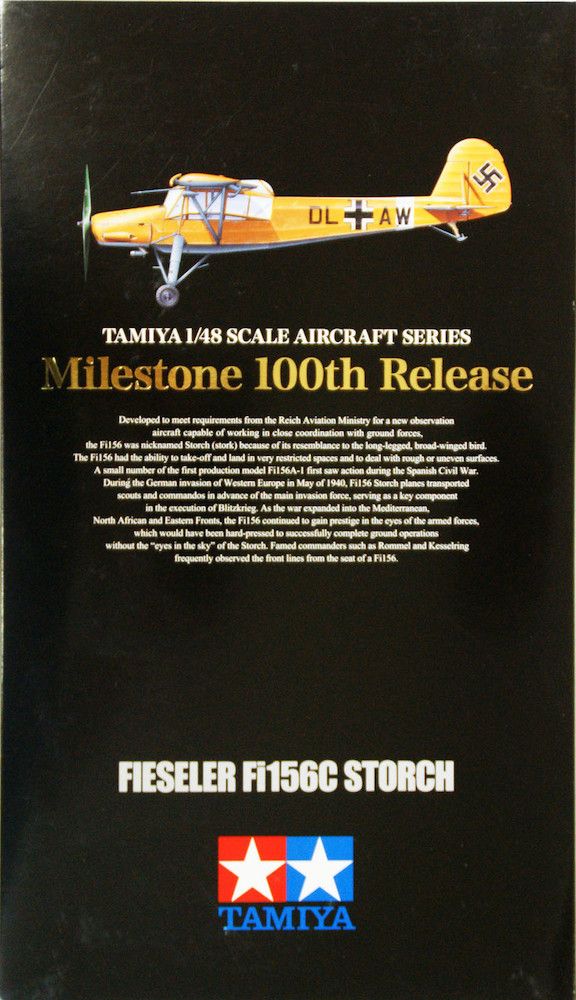 DL AW
TAMIYA 1/48 SCALE AIRCRAFT SERIES
Milestone 100th Release
Developed to meet requirements from the Reich Aviation Ministry for a new observation
aircraft capable of working in close coordination with ground forces,
the Fi156 was nicknamed Storch (stork) because of its resemblance to the long-legged, broad-winged bird.
The Fi156 had the ability to take-off and land in very restricted spaces and to deal with rough or uneven surfaces.
A small number of the first production model Fi156A-1 first saw action during the Spanish Civil War.
During the German invasion of Western Europe in May of 1940, Fi156 Storch planes transported
scouts and commandos in advance of the main invasion force, serving as a key component
in the execution of Blitzkrieg. As the war expanded into the Mediterranean,
North African and Eastern Fronts, the Fi156 continued to gain prestige in the eyes of the armed forces,
which would have been hard-pressed to successfully complete ground operations
without the “eyes in the sky” of the Storch. Famed commanders such as Rommel and Kesselring
frequently observed the front lines from the seat of a Fi156.
FIESELER Fi156C STORCH
TAMIYA